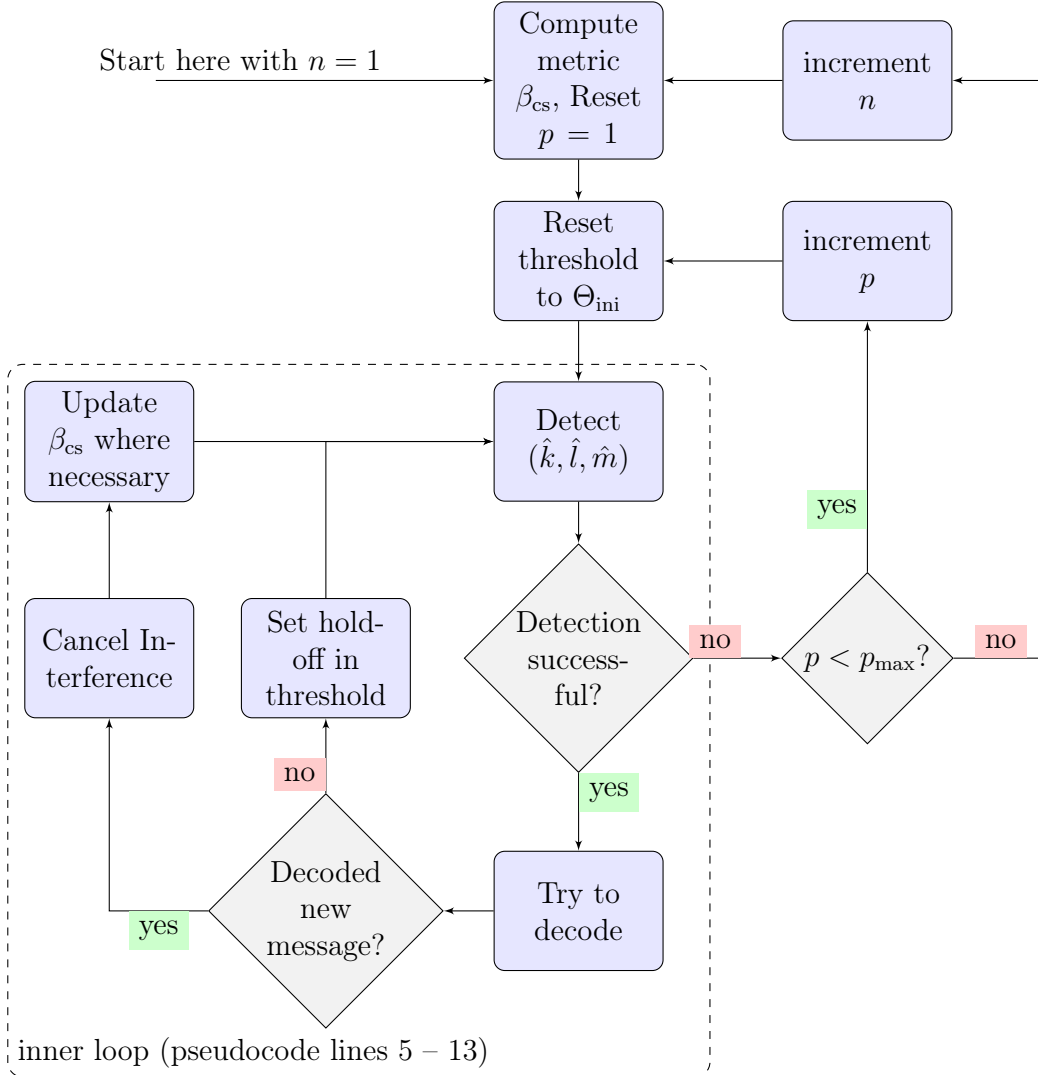 Start here with n = 1
Compute
metric
β_cs, Reset
p = 1
increment
n
Reset
threshold
to Θ_ini
increment
p
Update
β_cs where
necessary
Detect
(k̂, l̂, m̂)
yes
Cancel In-
terference
Set hold-
off in
threshold
Detection
success-
ful?
no
p < p_max?
no
no
yes
Decoded
new
message?
yes
Try to
decode
inner loop (pseudocode lines 5 – 13)